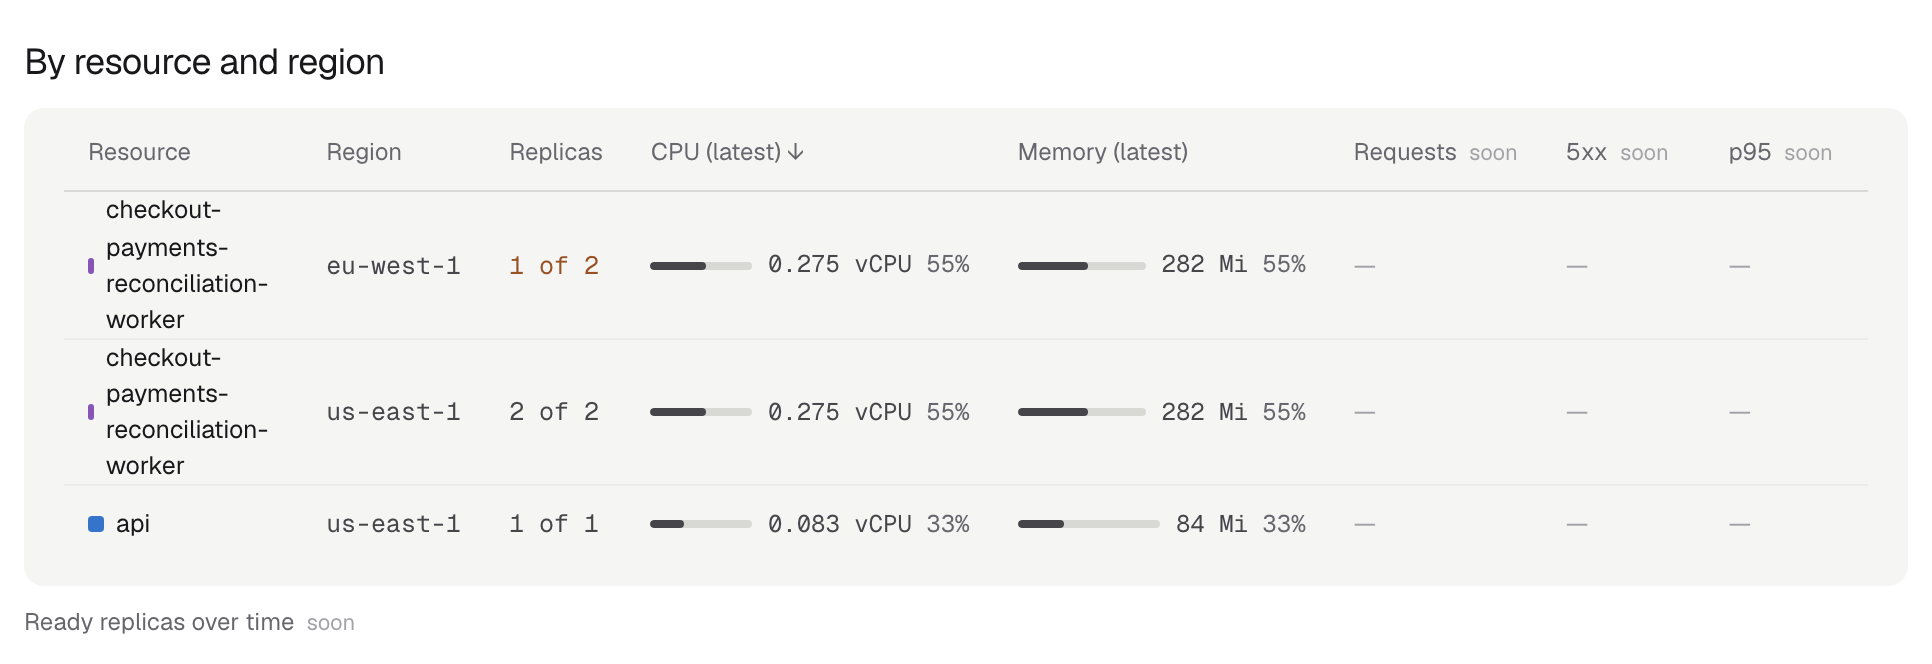 By resource and region
Resource Region Replicas CPU (latest) ↓ Memory (latest) Requests soon 5xx soon p95 soon
checkout-
payments-
reconciliation-
worker
eu-west-1 1 of 2 0.275 vCPU 55% 282 Mi 55% — — —
checkout-
payments-
reconciliation-
worker
us-east-1 2 of 2 0.275 vCPU 55% 282 Mi 55% — — —
api us-east-1 1 of 1 0.083 vCPU 33% 84 Mi 33% — — —
Ready replicas over time soon